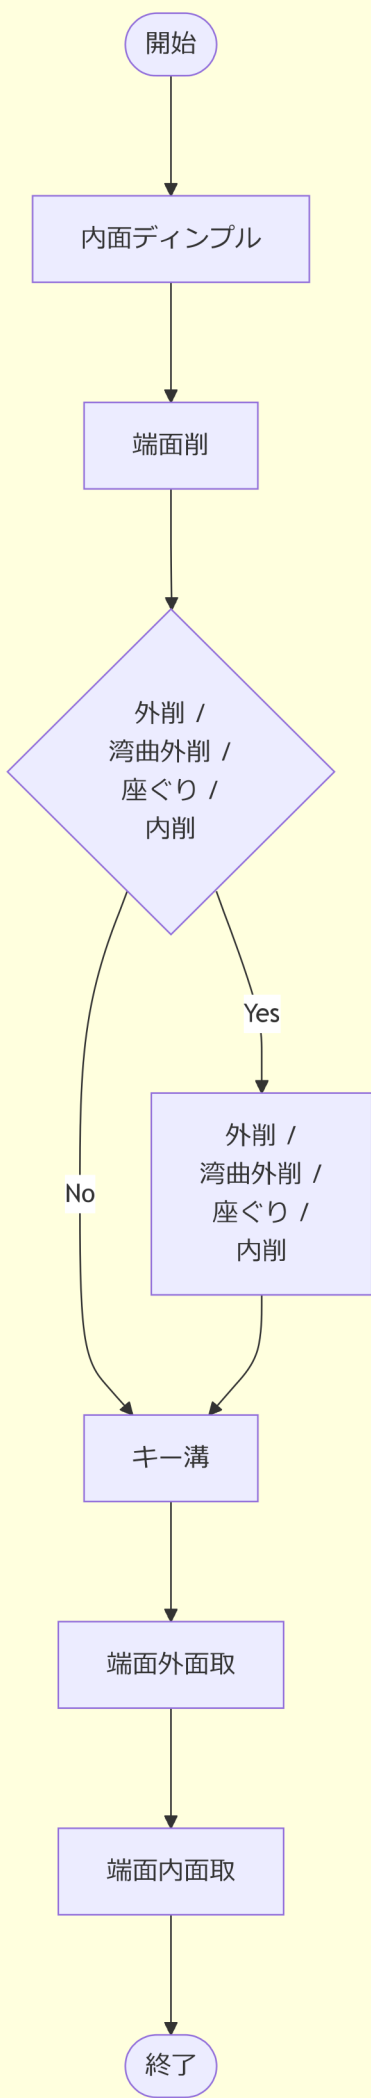 開始
内面ディンプル
端面削
外削 /
湾曲外削 /
座ぐり /
内削
Yes
外削 /
湾曲外削 /
座ぐり /
内削
No
キー溝
端面外面取
端面内面取
終了